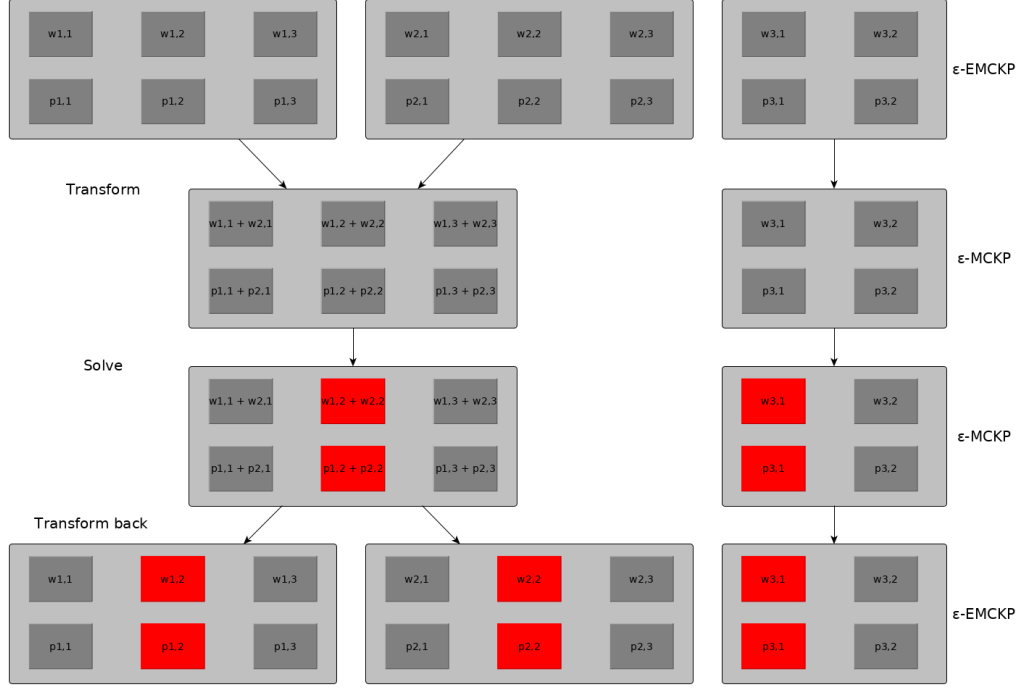 w1,1 w1,2 w1,3 w2,1 w2,2 w2,3 w3,1 w3,2
ε-EMCKP
p1,1 p1,2 p1,3 p2,1 p2,2 p2,3 p3,1 p3,2
Transform
w1,1 + w2,1 w1,2 + w2,2 w1,3 + w2,3 w3,1 w3,2
ε-MCKP
p1,1 + p2,1 p1,2 + p2,2 p1,3 + p2,3 p3,1 p3,2
Solve
w1,1 + w2,1 w1,2 + w2,2 w1,3 + w2,3 w3,1 w3,2
ε-MCKP
p1,1 + p2,1 p1,2 + p2,2 p1,3 + p2,3 p3,1 p3,2
Transform back
w1,1 w1,2 w1,3 w2,1 w2,2 w2,3 w3,1 w3,2
ε-EMCKP
p1,1 p1,2 p1,3 p2,1 p2,2 p2,3 p3,1 p3,2